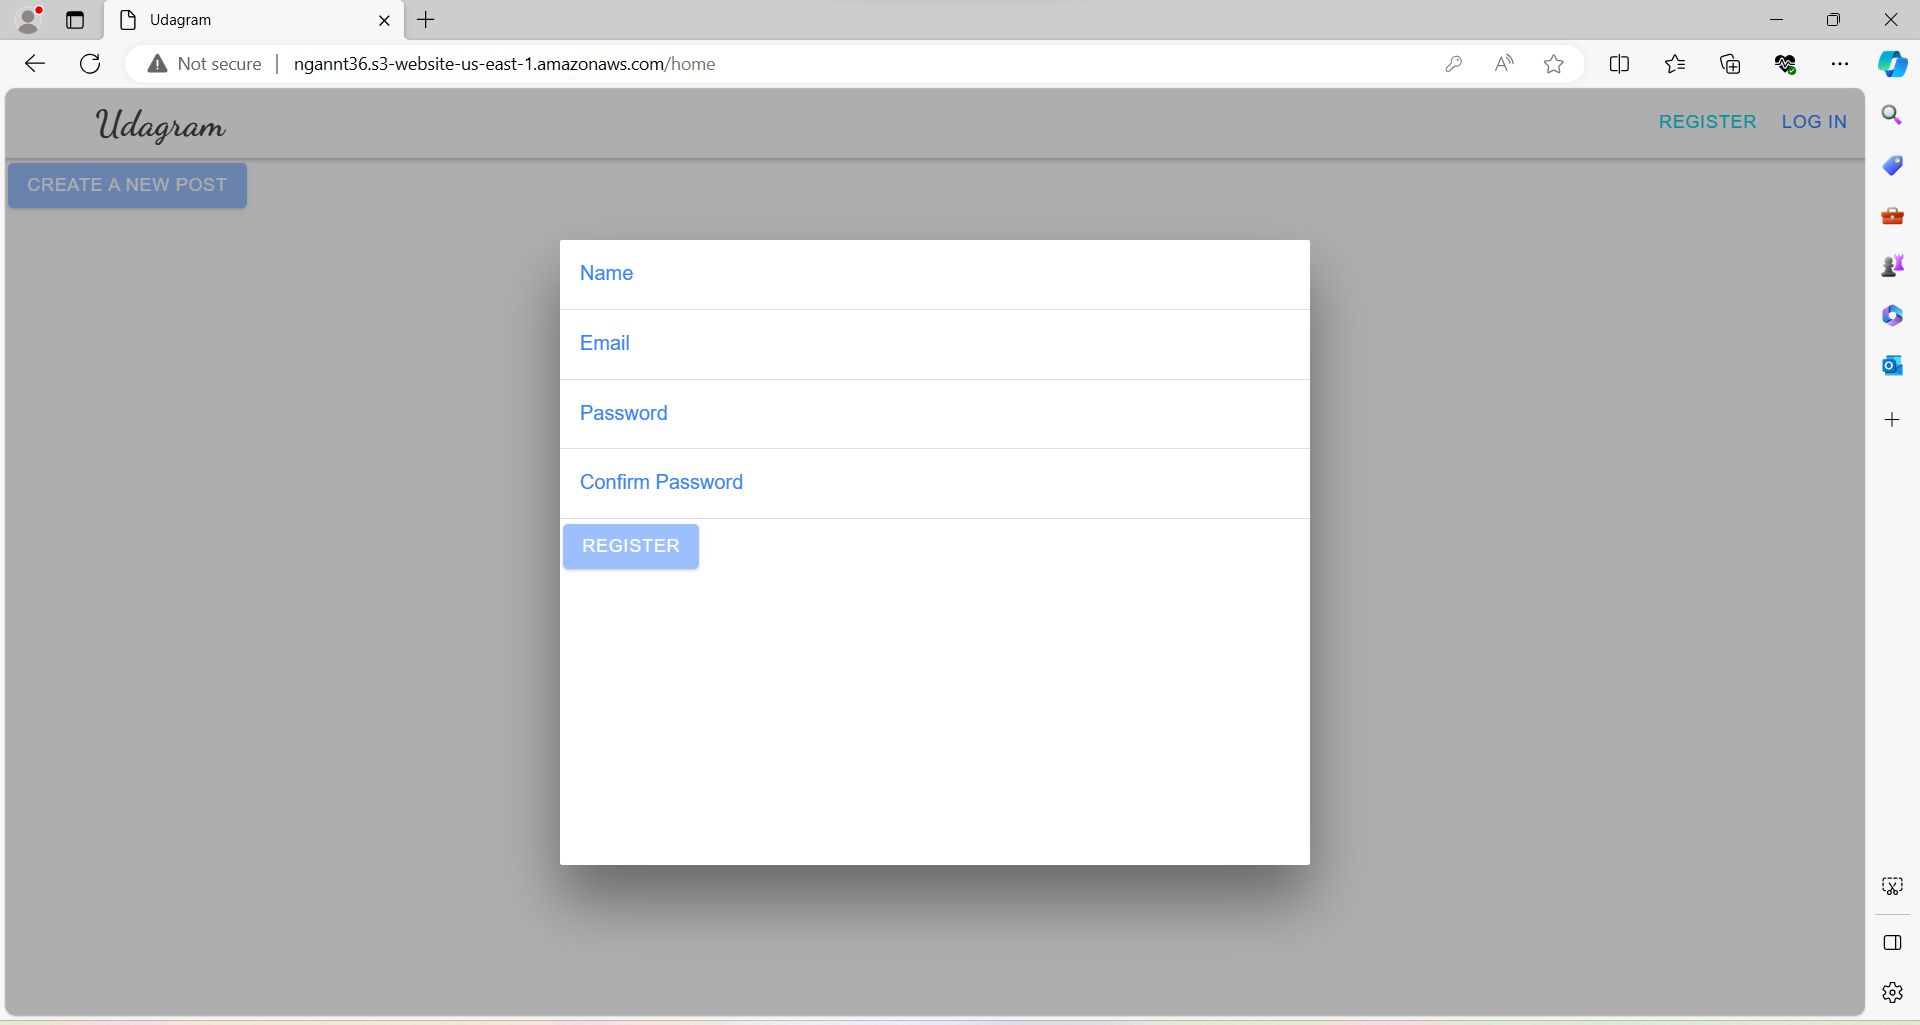 Udagram
Not secure
ngannt36.s3-website-us-east-1.amazonaws.com/home
Udagram
REGISTER
LOG IN
CREATE A NEW POST
Name
Email
Password
Confirm Password
REGISTER